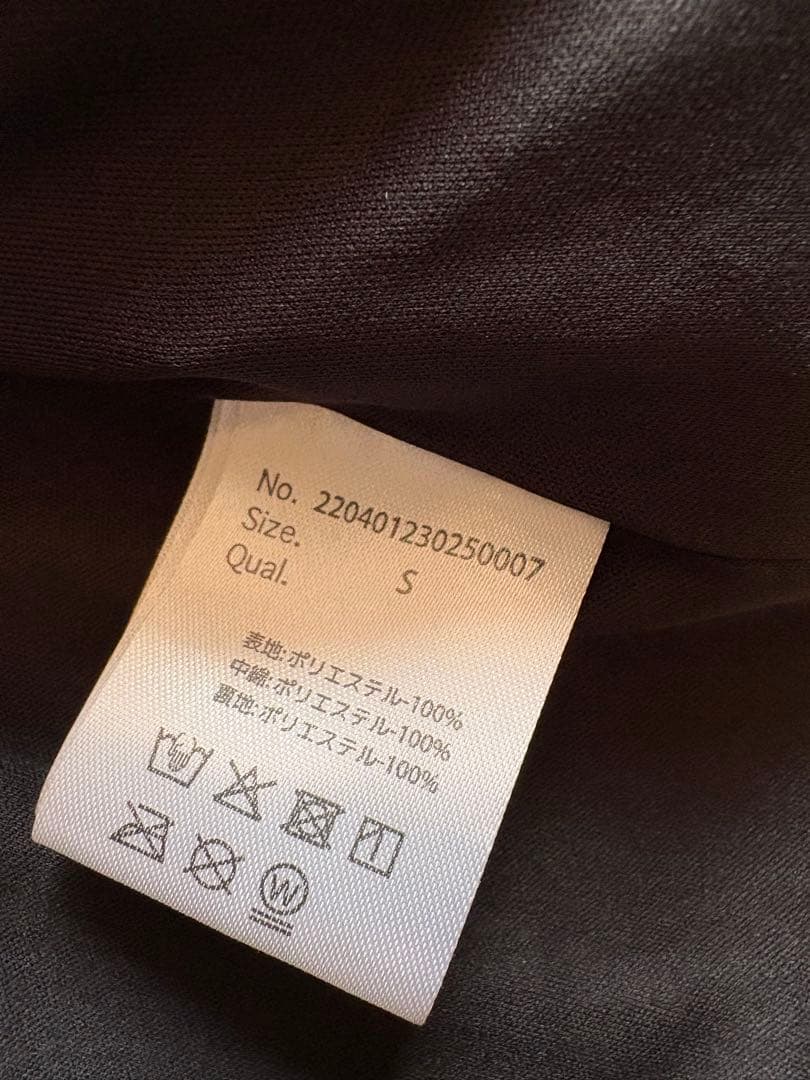 No. 220401230250007
Size. S
Qual.
表地:ポリエステル-100%
中綿:ポリエステル-100%
裏地:ポリエステル-100%
W